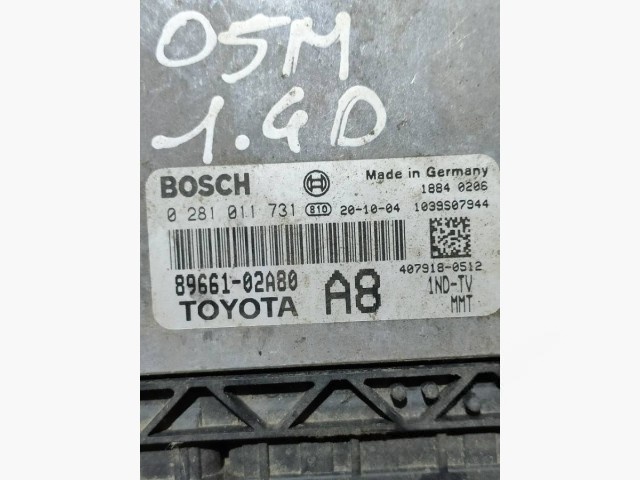 05M
1.4D
BOSCH Made in Germany
1884 0206
0 281 011 731 810 20-10-04 1039S07944
407918-0512
89661-02A80 A8 1ND-TV
TOYOTA MMT